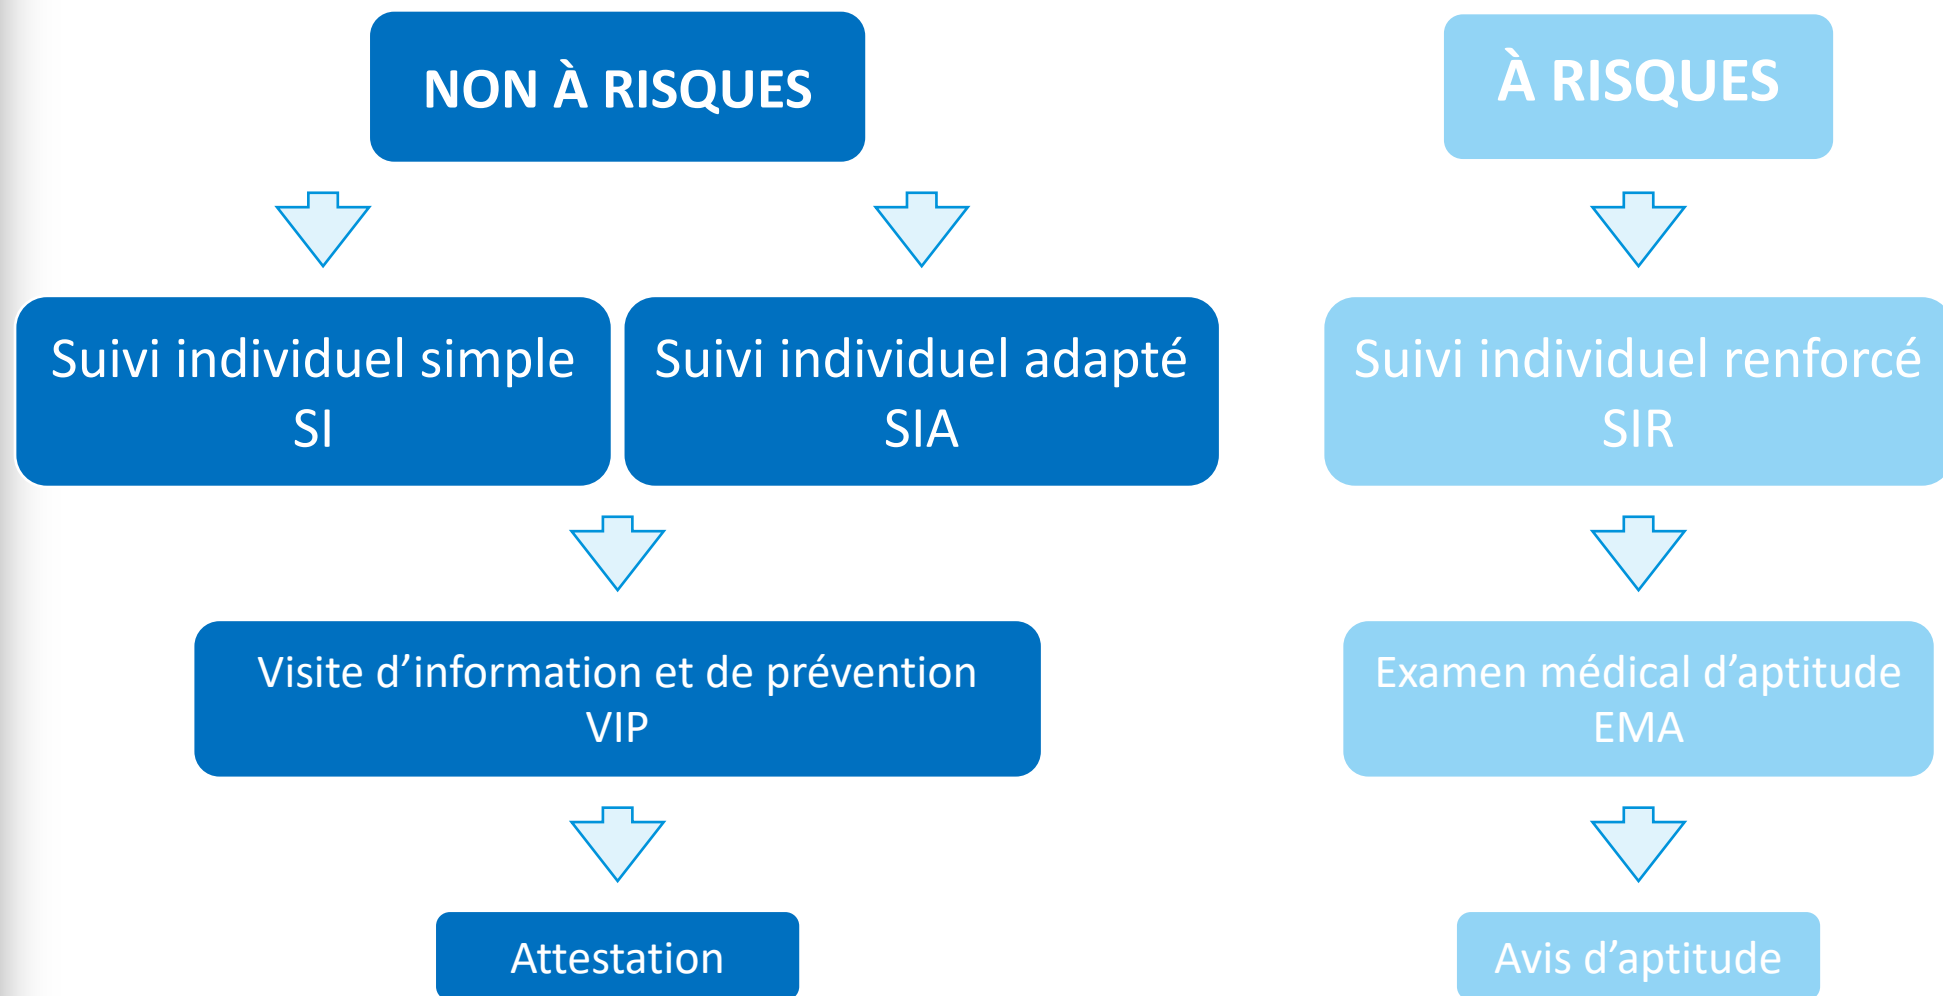 NON À RISQUES
À RISQUES
Suivi individuel simple
SI
Suivi individuel adapté
SIA
Suivi individuel renforcé
SIR
Visite d’information et de prévention
VIP
Examen médical d’aptitude
EMA
Attestation
Avis d’aptitude